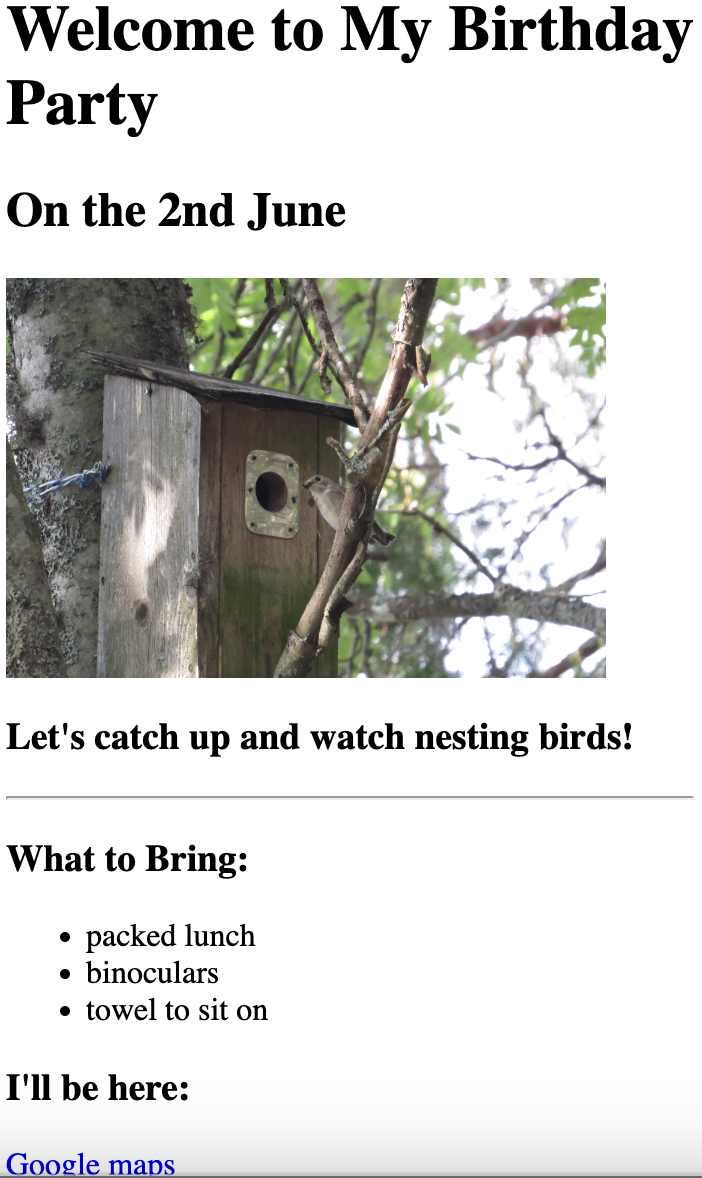 Welcome to My Birthday
Party
On the 2nd June
Let's catch up and watch nesting birds!
What to Bring:
packed lunch
binoculars
towel to sit on
I'll be here:
Google maps